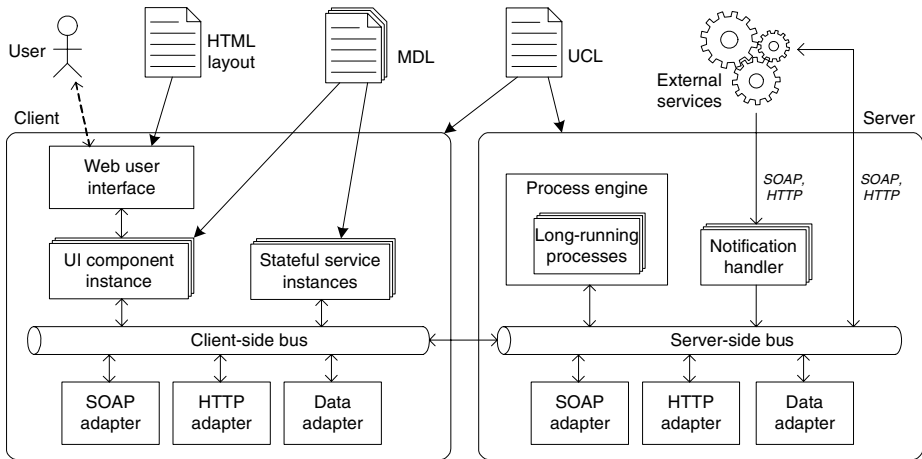 User
HTML
layout
MDL
UCL
External
services
Client
Server
Web user
interface
Process engine
SOAP,
HTTP
SOAP,
HTTP
Long-running
processes
UI component
instance
Stateful service
instances
Notification
handler
Client-side bus
Server-side bus
SOAP
adapter
HTTP
adapter
Data
adapter
SOAP
adapter
HTTP
adapter
Data
adapter